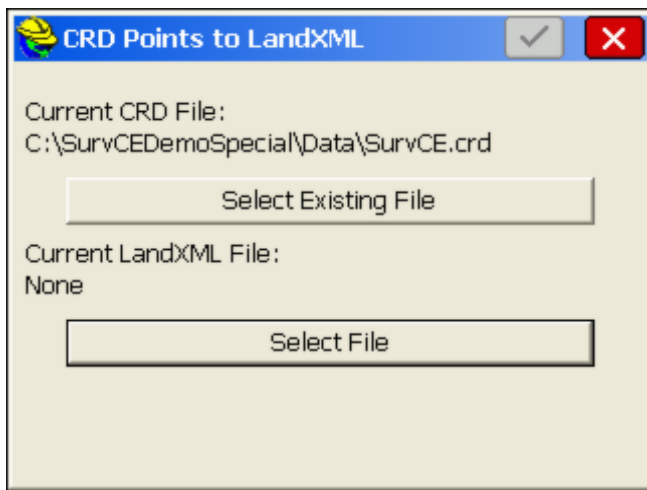 CRD Points to LandXML
Current CRD File:
C:\SurvCEDemoSpecial\Data\SurvCE.crd
Select Existing File
Current LandXML File:
None
Select File